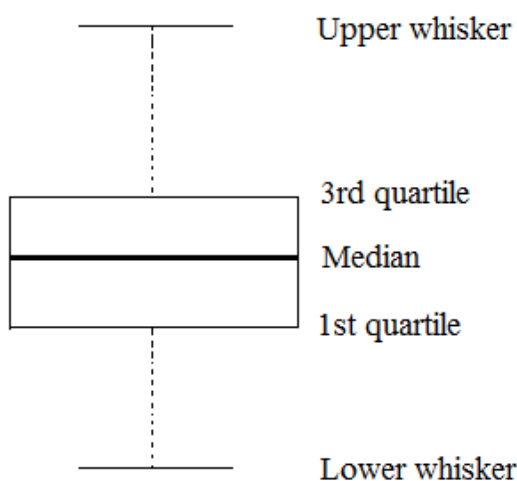 Upper whisker
3rd quartile
Median
1st quartile
Lower whisker